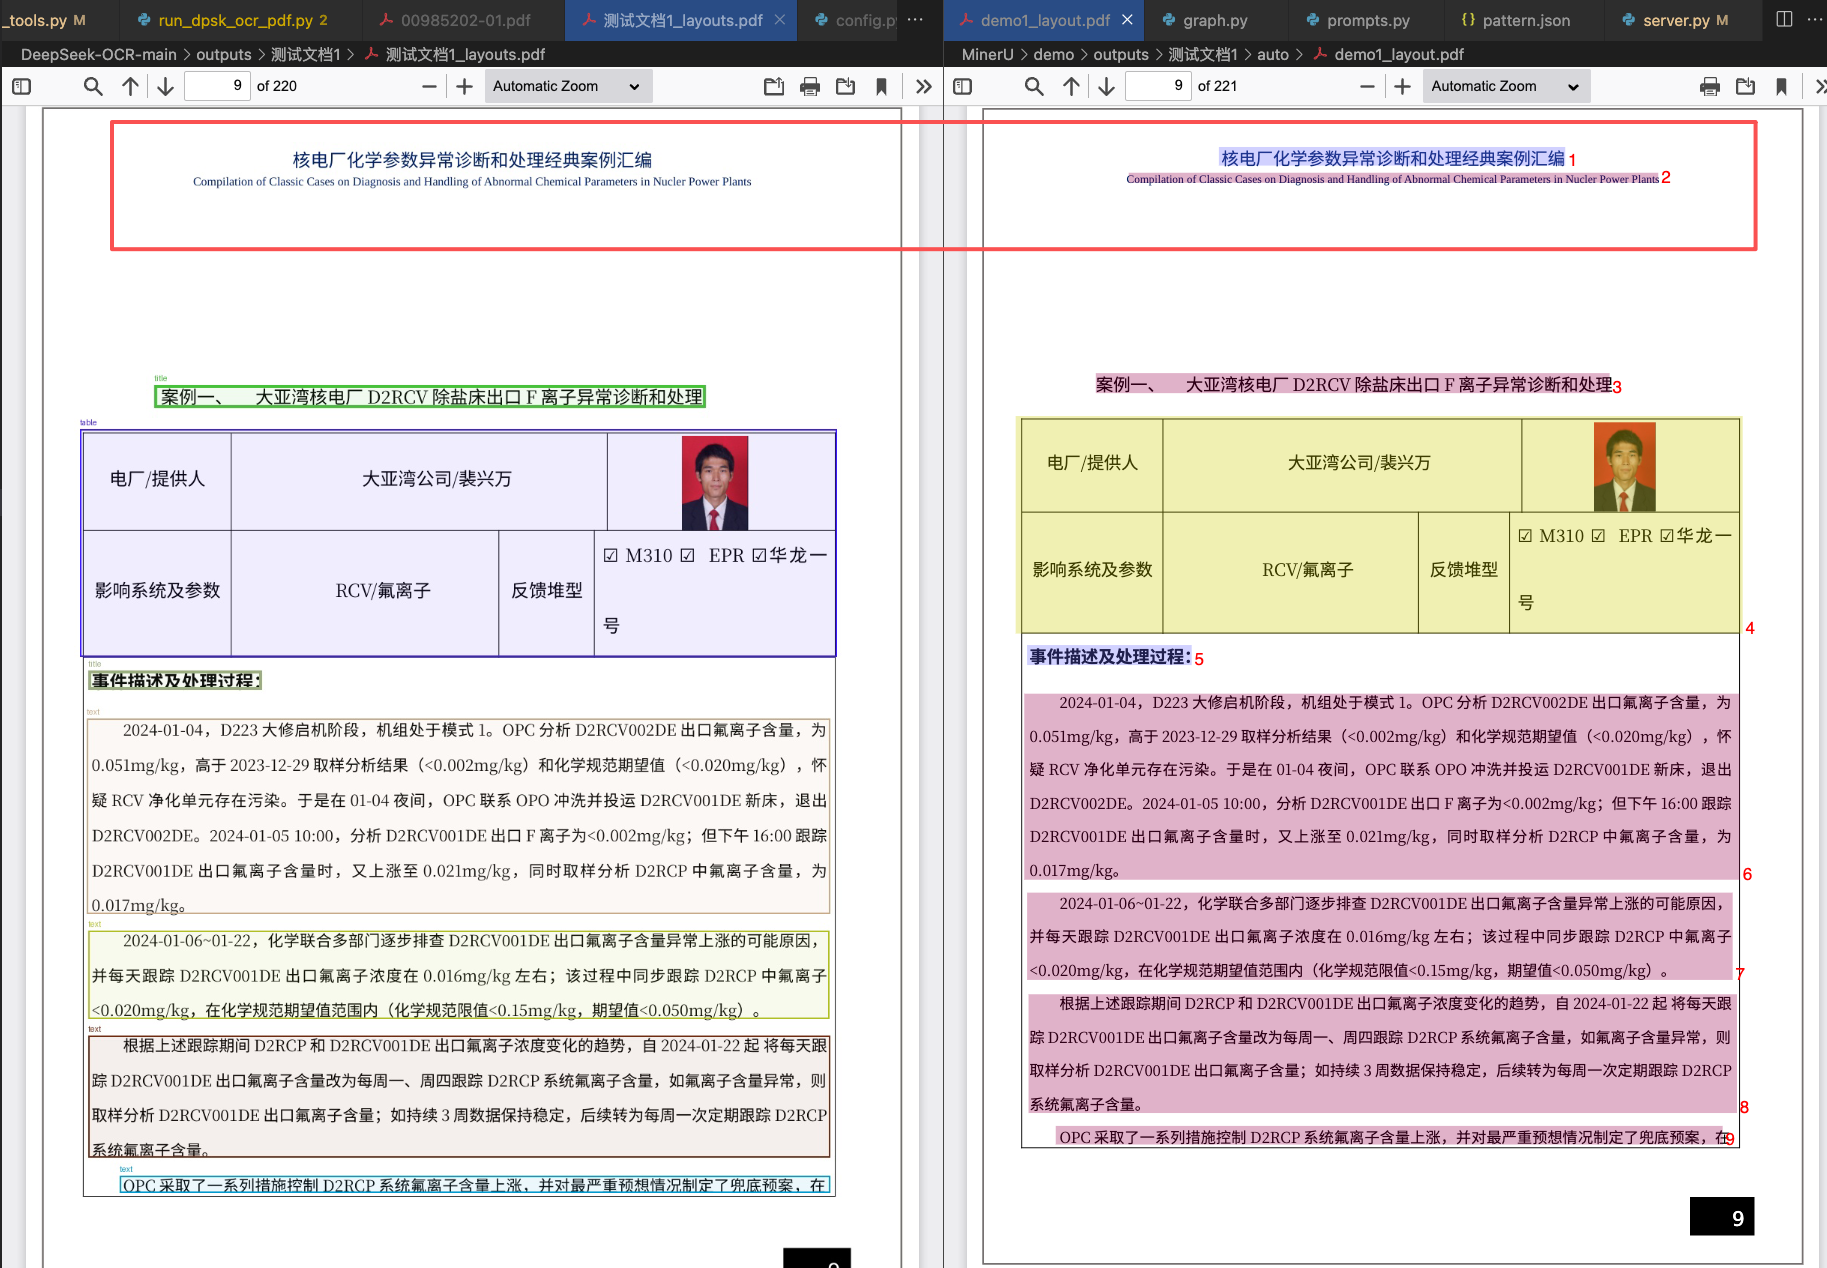 _tools.py M
run_dpsk_ocr_pdf.py 2
00985202-01.pdf
测试文档1_layouts.pdf
config.p
DeepSeek-OCR-main > outputs > 测试文档1 > 测试文档1_layouts.pdf
9 of 220
Automatic Zoom
核电厂化学参数异常诊断和处理经典案例汇编
Compilation of Classic Cases on Diagnosis and Handling of Abnormal Chemical Parameters in Nucler Power Plants
title
案例一、 大亚湾核电厂 D2RCV 除盐床出口 F 离子异常诊断和处理
table
电厂/提供人 大亚湾公司/裴兴万
影响系统及参数 RCV/氟离子 反馈堆型 ☑ M310 ☑ EPR ☑华龙一
号
title
事件描述及处理过程:
text
2024-01-04，D223 大修启机阶段，机组处于模式 1。OPC 分析 D2RCV002DE 出口氟离子含量，为
0.051mg/kg，高于 2023-12-29 取样分析结果（<0.002mg/kg）和化学规范期望值（<0.020mg/kg），怀
疑 RCV 净化单元存在污染。于是在 01-04 夜间，OPC 联系 OPO 冲洗并投运 D2RCV001DE 新床，退出
D2RCV002DE。2024-01-05 10:00，分析 D2RCV001DE 出口 F 离子为<0.002mg/kg；但下午 16:00 跟踪
D2RCV001DE 出口氟离子含量时，又上涨至 0.021mg/kg，同时取样分析 D2RCP 中氟离子含量，为
0.017mg/kg。
text
2024-01-06~01-22，化学联合多部门逐步排查 D2RCV001DE 出口氟离子含量异常上涨的可能原因，
并每天跟踪 D2RCV001DE 出口氟离子浓度在 0.016mg/kg 左右；该过程中同步跟踪 D2RCP 中氟离子
<0.020mg/kg，在化学规范期望值范围内（化学规范限值<0.15mg/kg，期望值<0.050mg/kg）。
text
根据上述跟踪期间 D2RCP 和 D2RCV001DE 出口氟离子浓度变化的趋势，自 2024-01-22 起 将每天跟
踪 D2RCV001DE 出口氟离子含量改为每周一、周四跟踪 D2RCP 系统氟离子含量，如氟离子含量异常，则
取样分析 D2RCV001DE 出口氟离子含量；如持续 3 周数据保持稳定，后续转为每周一次定期跟踪 D2RCP
系统氟离子含量。
text
OPC 采取了一系列措施控制 D2RCP 系统氟离子含量上涨，并对最严重预想情况制定了兜底预案，在
demo1_layout.pdf
graph.py
prompts.py
{} pattern.json
server.py M
MinerU > demo > outputs > 测试文档1 > auto > demo1_layout.pdf
9 of 221
Automatic Zoom
核电厂化学参数异常诊断和处理经典案例汇编 1
Compilation of Classic Cases on Diagnosis and Handling of Abnormal Chemical Parameters in Nucler Power Plants 2
案例一、 大亚湾核电厂 D2RCV 除盐床出口 F 离子异常诊断和处理 3
电厂/提供人 大亚湾公司/裴兴万
影响系统及参数 RCV/氟离子 反馈堆型 ☑ M310 ☑ EPR ☑华龙一
号
4
事件描述及处理过程: 5
2024-01-04，D223 大修启机阶段，机组处于模式 1。OPC 分析 D2RCV002DE 出口氟离子含量，为
0.051mg/kg，高于 2023-12-29 取样分析结果（<0.002mg/kg）和化学规范期望值（<0.020mg/kg），怀
疑 RCV 净化单元存在污染。于是在 01-04 夜间，OPC 联系 OPO 冲洗并投运 D2RCV001DE 新床，退出
D2RCV002DE。2024-01-05 10:00，分析 D2RCV001DE 出口 F 离子为<0.002mg/kg；但下午 16:00 跟踪
D2RCV001DE 出口氟离子含量时，又上涨至 0.021mg/kg，同时取样分析 D2RCP 中氟离子含量，为
0.017mg/kg。 6
2024-01-06~01-22，化学联合多部门逐步排查 D2RCV001DE 出口氟离子含量异常上涨的可能原因，
并每天跟踪 D2RCV001DE 出口氟离子浓度在 0.016mg/kg 左右；该过程中同步跟踪 D2RCP 中氟离子
<0.020mg/kg，在化学规范期望值范围内（化学规范限值<0.15mg/kg，期望值<0.050mg/kg）。 7
根据上述跟踪期间 D2RCP 和 D2RCV001DE 出口氟离子浓度变化的趋势，自 2024-01-22 起 将每天跟
踪 D2RCV001DE 出口氟离子含量改为每周一、周四跟踪 D2RCP 系统氟离子含量，如氟离子含量异常，则
取样分析 D2RCV001DE 出口氟离子含量；如持续 3 周数据保持稳定，后续转为每周一次定期跟踪 D2RCP
系统氟离子含量。 8
OPC 采取了一系列措施控制 D2RCP 系统氟离子含量上涨，并对最严重预想情况制定了兜底预案，在 9
9